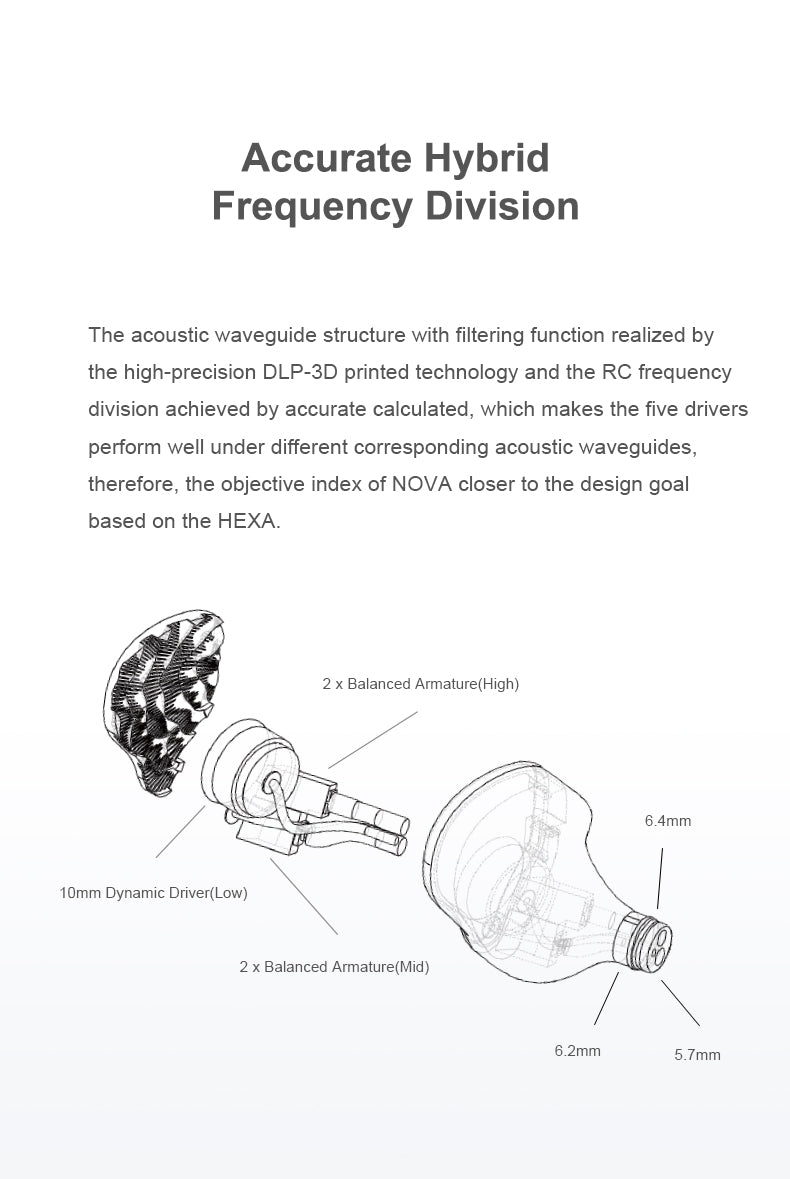 Accurate Hybrid
Frequency Division
The acoustic waveguide structure with filtering function realized by
the high-precision DLP-3D printed technology and the RC frequency
division achieved by accurate calculated, which makes the five drivers
perform well under different corresponding acoustic waveguides,
therefore, the objective index of NOVA closer to the design goal
based on the HEXA.
2 x Balanced Armature(High)
6.4mm
10mm Dynamic Driver(Low)
2 x Balanced Armature(Mid)
6.2mm
5.7mm